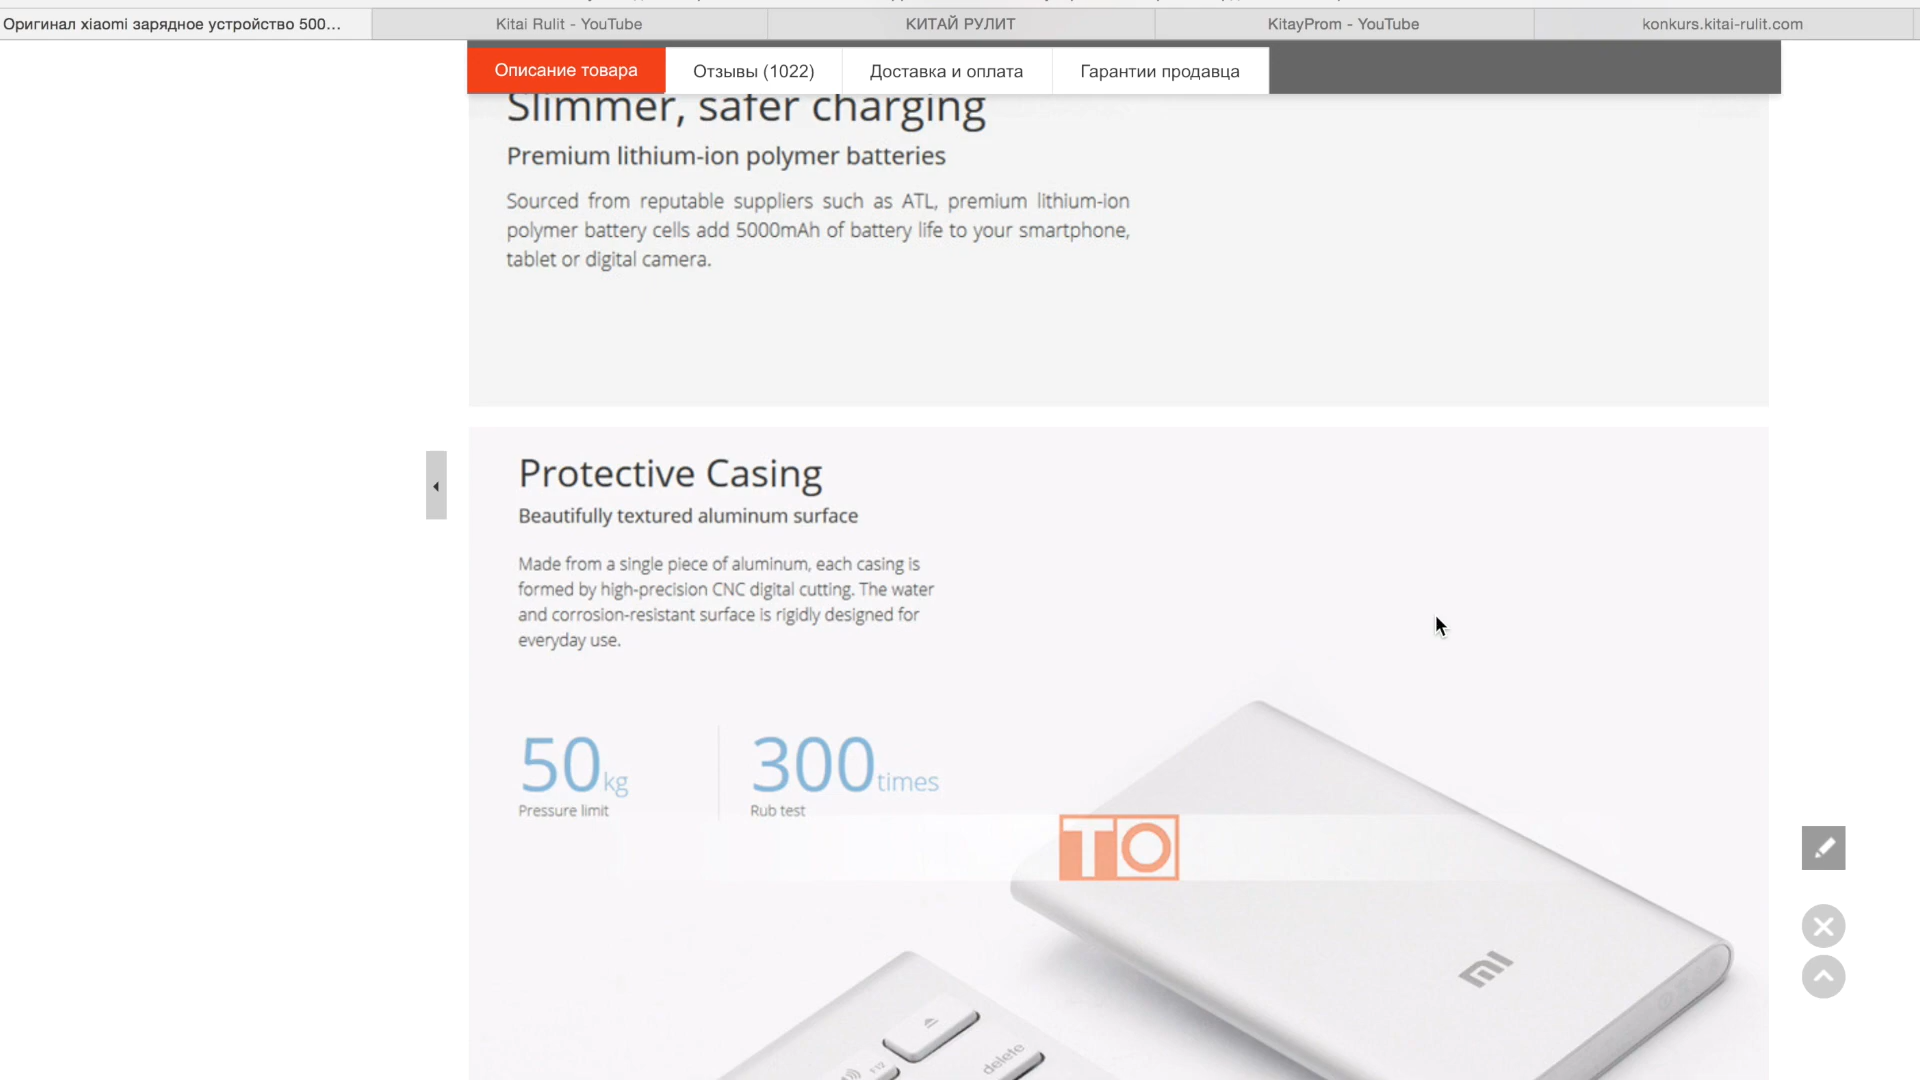 Оригинал xiaomi зарядное устройство 500...
Kitai Rulit - YouTube
КИТАЙ РУЛИТ
KitayProm - YouTube
konkurs.kitai-rulit.com
Описание товара
Отзывы (1022)
Доставка и оплата
Гарантии продавца
Slimmer, safer charging
Premium lithium-ion polymer batteries
Sourced from reputable suppliers such as ATL, premium lithium-ion
polymer battery cells add 5000mAh of battery life to your smartphone,
tablet or digital camera.
Protective Casing
Beautifully textured aluminum surface
Made from a single piece of aluminum, each casing is
formed by high-precision CNC digital cutting. The water
and corrosion-resistant surface is rigidly designed for
everyday use.
50kg
Pressure limit
300times
Rub test
TO
mi
F12
delete